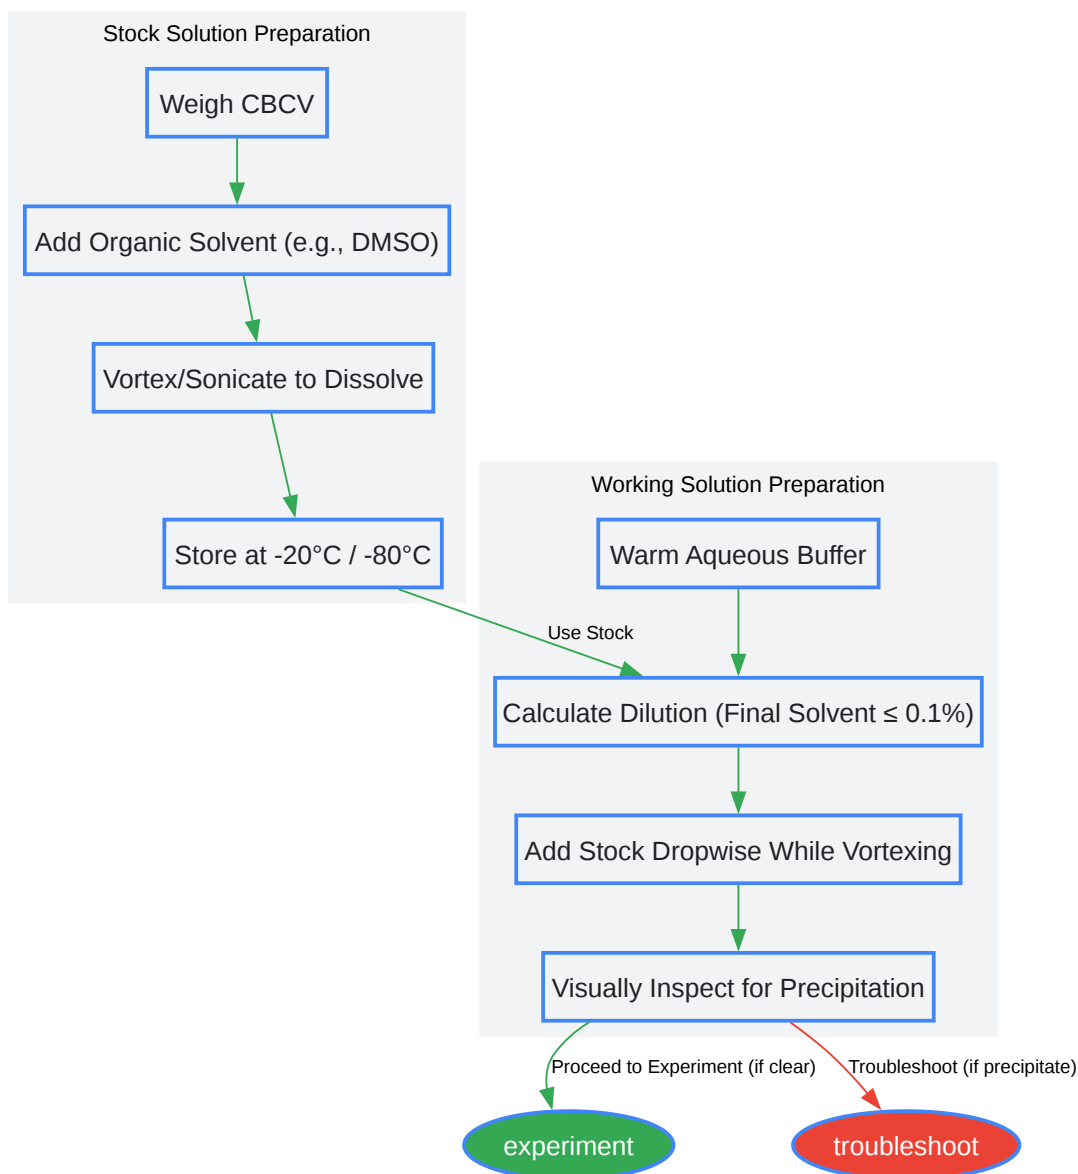 Stock Solution Preparation
Weigh CBCV
Add Organic Solvent (e.g., DMSO)
Vortex/Sonicate to Dissolve
Store at -20°C / -80°C
Working Solution Preparation
Warm Aqueous Buffer
Use Stock
Calculate Dilution (Final Solvent ≤ 0.1%)
Add Stock Dropwise While Vortexing
Visually Inspect for Precipitation
Proceed to Experiment (if clear)
Troubleshoot (if precipitate)
experiment
troubleshoot